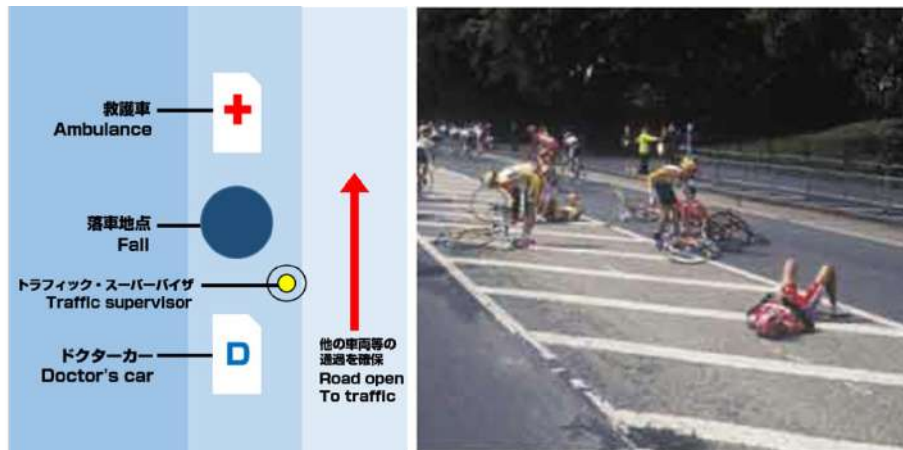 救護車
Ambulance
落車地点
Fall
トラフィック・スーパーバイザ
Traffic supervisor
D
ドクターカー
Doctor's car
他の車両等の
通過を確保
Road open
To traffic